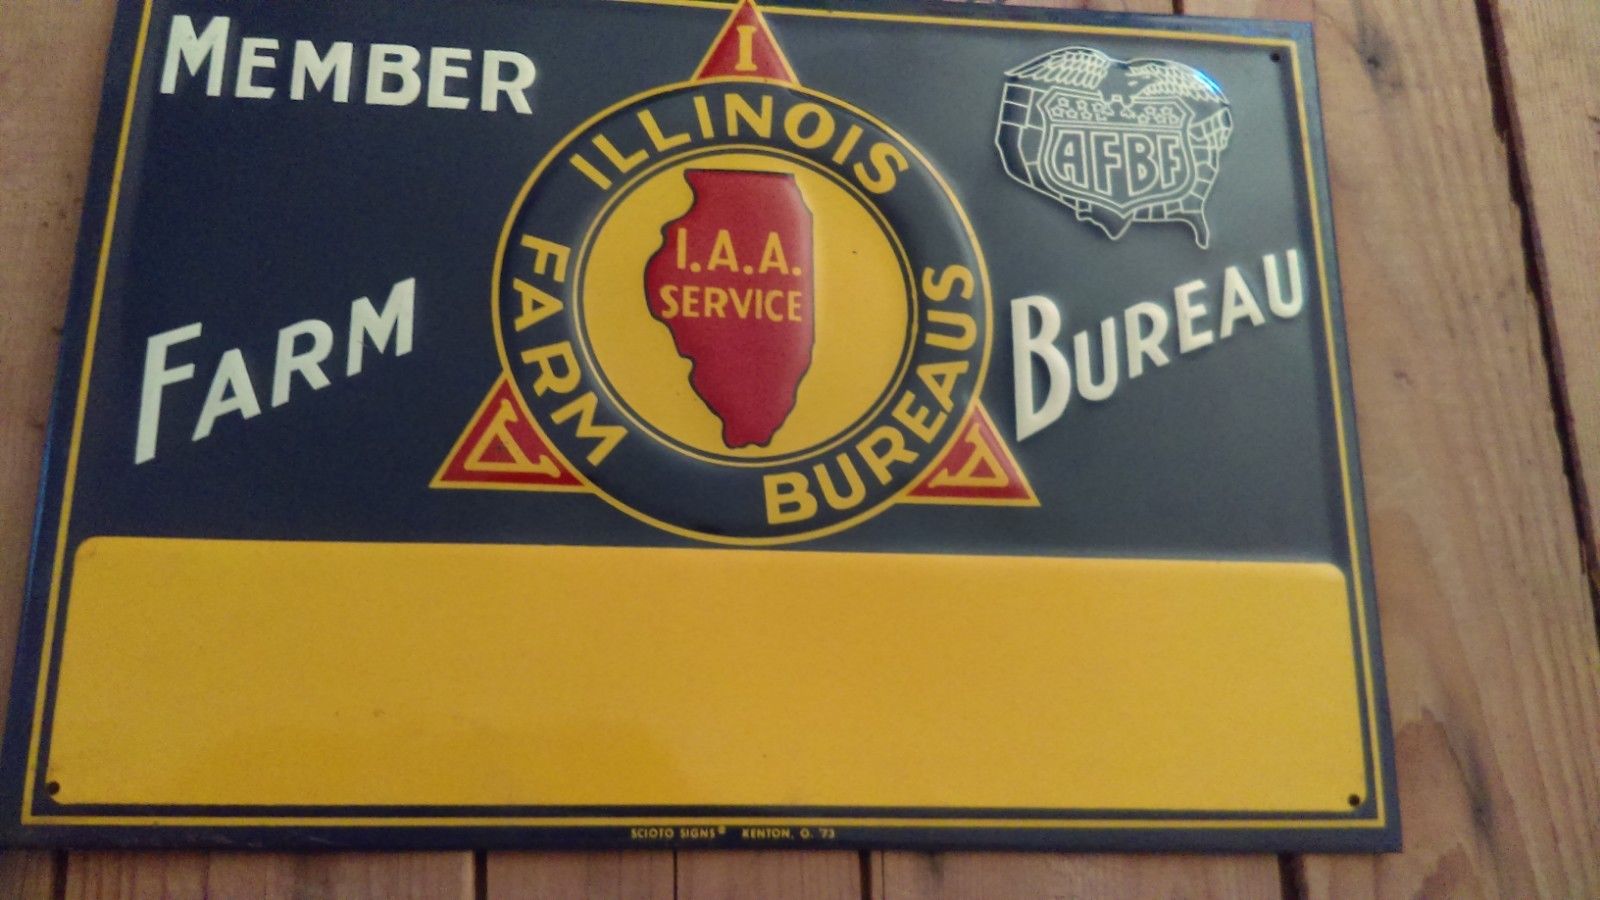 MEMBER
I
ILLINOIS
FARM BUREAUS
I.A.A.
SERVICE
A
A
AFBF
FARM BUREAU
SCIOTO SIGNS® KENTON, O. '73